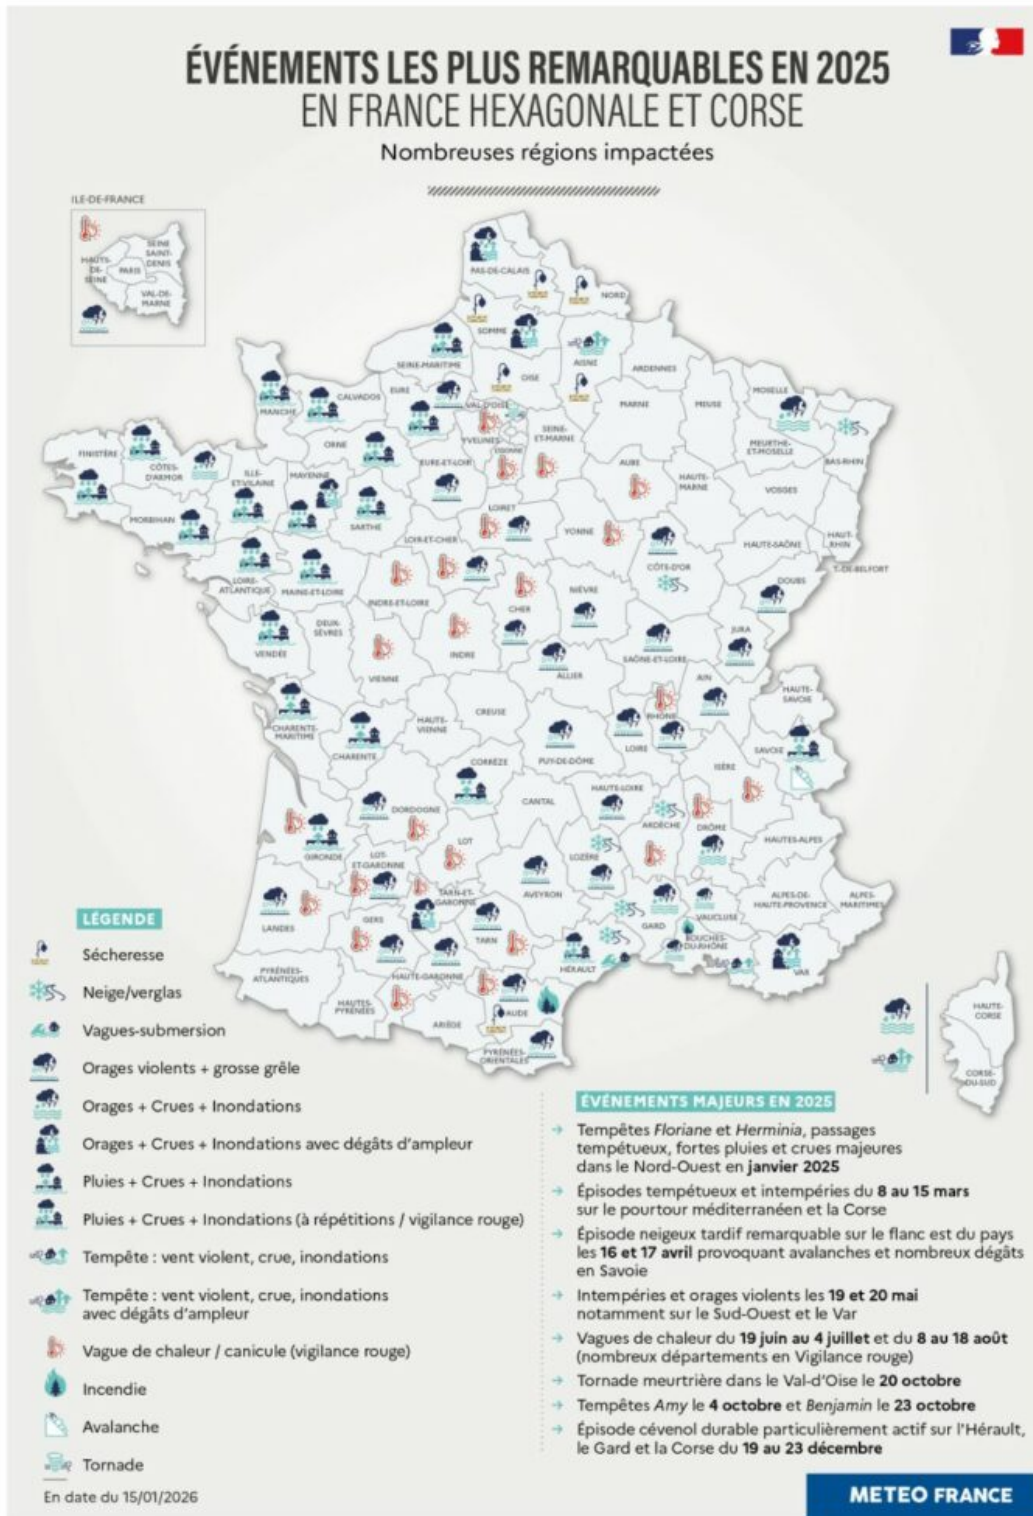 ÉVÉNEMENTS LES PLUS REMARQUABLES EN 2025
EN FRANCE HEXAGONALE ET CORSE
Nombreuses régions impactées
ILE-DE-FRANCE
HAUTS-
DE-
SEINE
PARIS
SEINE
SAINT-
DENIS
VAL-DE-
MARNE
PAS-DE-CALAIS
NORD
SOMME
SEINE-MARITIME
OISE
AISNE
ARDENNES
MANCHE
CALVADOS
EURE
VAL-D'OISE
MARNE
MEUSE
MOSELLE
FINISTÈRE
CÔTES-
D'ARMOR
ILLE-
ET-VILAINE
MAYENNE
ORNE
YVELINES
ESSONNE
SEINE-
ET-MARNE
MEURTHE-
ET-MOSELLE
BAS-RHIN
MORBIHAN
SARTHE
EURE-ET-LOIR
AUBE
HAUTE-
MARNE
VOSGES
LOIRET
LOIR-ET-CHER
YONNE
HAUTE-SAÔNE
HAUT-
RHIN
T.-DE-BELFORT
LOIRE-
ATLANTIQUE
MAINE-ET-LOIRE
INDRE-ET-LOIRE
CHER
NIÈVRE
CÔTE-D'OR
DOUBS
VENDÉE
DEUX-
SÈVRES
VIENNE
INDRE
ALLIER
SAÔNE-ET-LOIRE
JURA
CHARENTE-
MARITIME
CHARENTE
HAUTE-
VIENNE
CREUSE
PUY-DE-DÔME
LOIRE
RHÔNE
AIN
HAUTE-
SAVOIE
SAVOIE
ISÈRE
CORRÈZE
DORDOGNE
CANTAL
HAUTE-LOIRE
ARDÈCHE
DRÔME
HAUTES-ALPES
GIRONDE
LOT-
ET-GARONNE
LOT
LOZÈRE
AVEYRON
TARN-ET-
GARONNE
LANDES
GERS
TARN
GARD
VAUCLUSE
ALPES-DE-
HAUTE-PROVENCE
ALPES-
MARITIMES
BOUCHES-
DU-RHÔNE
VAR
HÉRAULT
PYRÉNÉES-
ATLANTIQUES
HAUTES-
PYRÉNÉES
HAUTE-GARONNE
ARIÈGE
AUDE
PYRÉNÉES-
ORIENTALES
HAUTE-
CORSE
CORSE-
DU-SUD
LÉGENDE
Sécheresse
Neige/verglas
Vagues-submersion
Orages violents + grosse grêle
Orages + Crues + Inondations
Orages + Crues + Inondations avec dégâts d'ampleur
Pluies + Crues + Inondations
Pluies + Crues + Inondations (à répétitions / vigilance rouge)
Tempête : vent violent, crue, inondations
Tempête : vent violent, crue, inondations
avec dégâts d'ampleur
Vague de chaleur / canicule (vigilance rouge)
Incendie
Avalanche
Tornade
En date du 15/01/2026
ÉVÉNEMENTS MAJEURS EN 2025
→ Tempêtes Floriane et Herminia, passages
tempétueux, fortes pluies et crues majeures
dans le Nord-Ouest en janvier 2025
→ Épisodes tempétueux et intempéries du 8 au 15 mars
sur le pourtour méditerranéen et la Corse
→ Épisode neigeux tardif remarquable sur le flanc est du pays
les 16 et 17 avril provoquant avalanches et nombreux dégâts
en Savoie
→ Intempéries et orages violents les 19 et 20 mai
notamment sur le Sud-Ouest et le Var
→ Vagues de chaleur du 19 juin au 4 juillet et du 8 au 18 août
(nombreux départements en Vigilance rouge)
→ Tornade meurtrière dans le Val-d'Oise le 20 octobre
→ Tempêtes Amy le 4 octobre et Benjamin le 23 octobre
→ Épisode cévenol durable particulièrement actif sur l'Hérault,
le Gard et la Corse du 19 au 23 décembre
METEO FRANCE